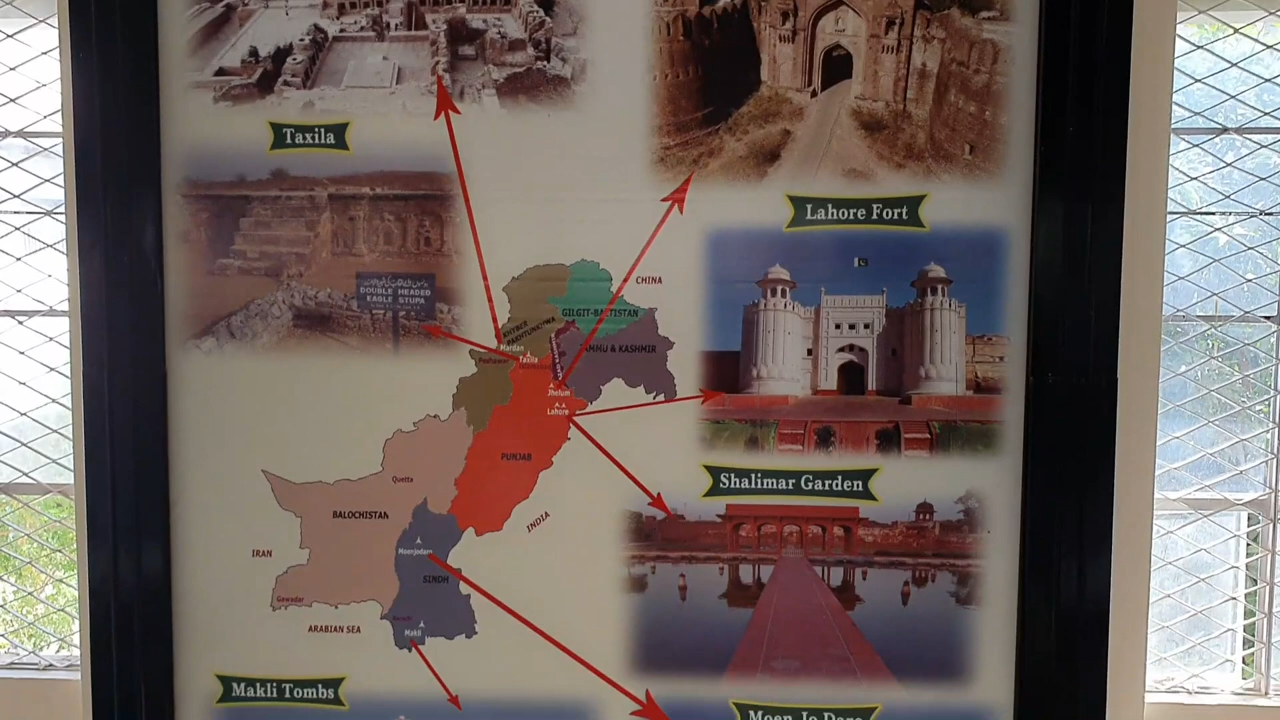 Taxila
Lahore Fort
DOUBLE HEADED
EAGLE STUPA
CHINA
GILGIT-BALTISTAN
KHYBER
PAKHTUNKHWA
JAMMU & KASHMIR
Mardan
Peshawar
Taxila
Jhelum
Lahore
PUNJAB
Shalimar Garden
Quetta
BALOCHISTAN
INDIA
IRAN
Moenjodaro
SINDH
Gawadar
ARABIAN SEA
Karachi
Makli
Makli Tombs
Moen Jo Daro